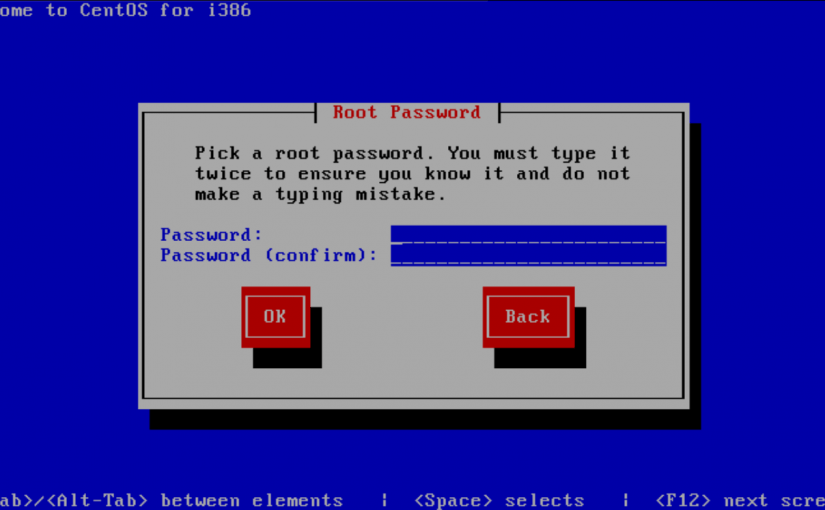 ome to CentOS for i386
Root Password
Pick a root password. You must type it
twice to ensure you know it and do not
make a typing mistake.
Password:
Password (confirm):
OK Back
ab>/<Alt-Tab> between elements | <Space> selects | <F12> next scre